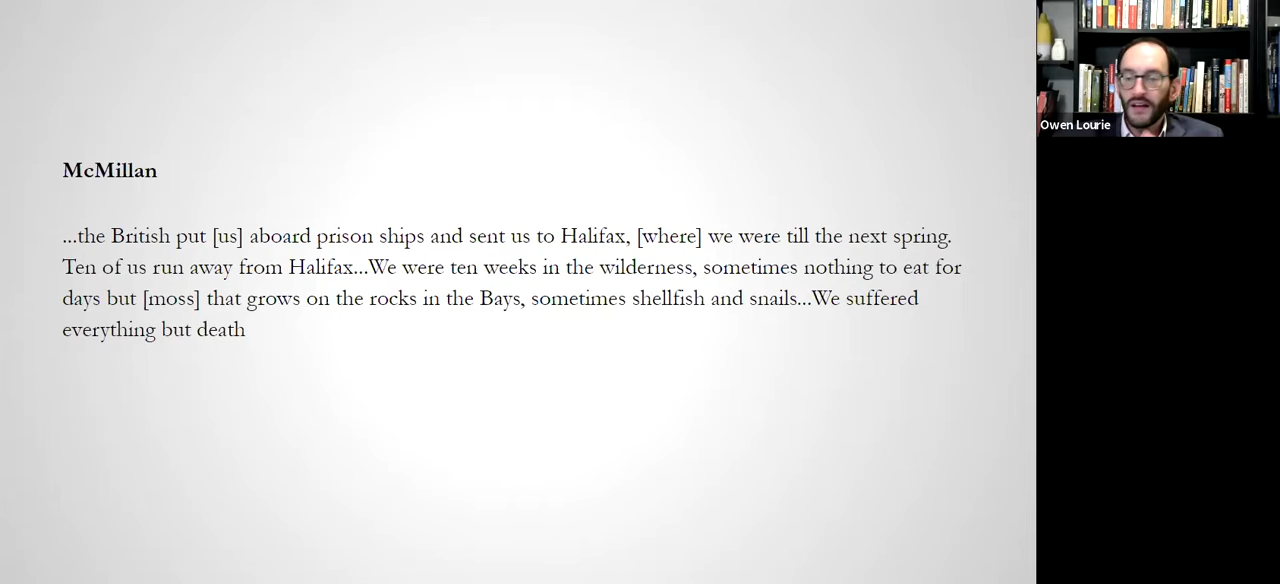 McMillan
...the British put [us] aboard prison ships and sent us to Halifax, [where] we were till the next spring.
Ten of us run away from Halifax...We were ten weeks in the wilderness, sometimes nothing to eat for
days but [moss] that grows on the rocks in the Bays, sometimes shellfish and snails...We suffered
everything but death
Owen Lourie